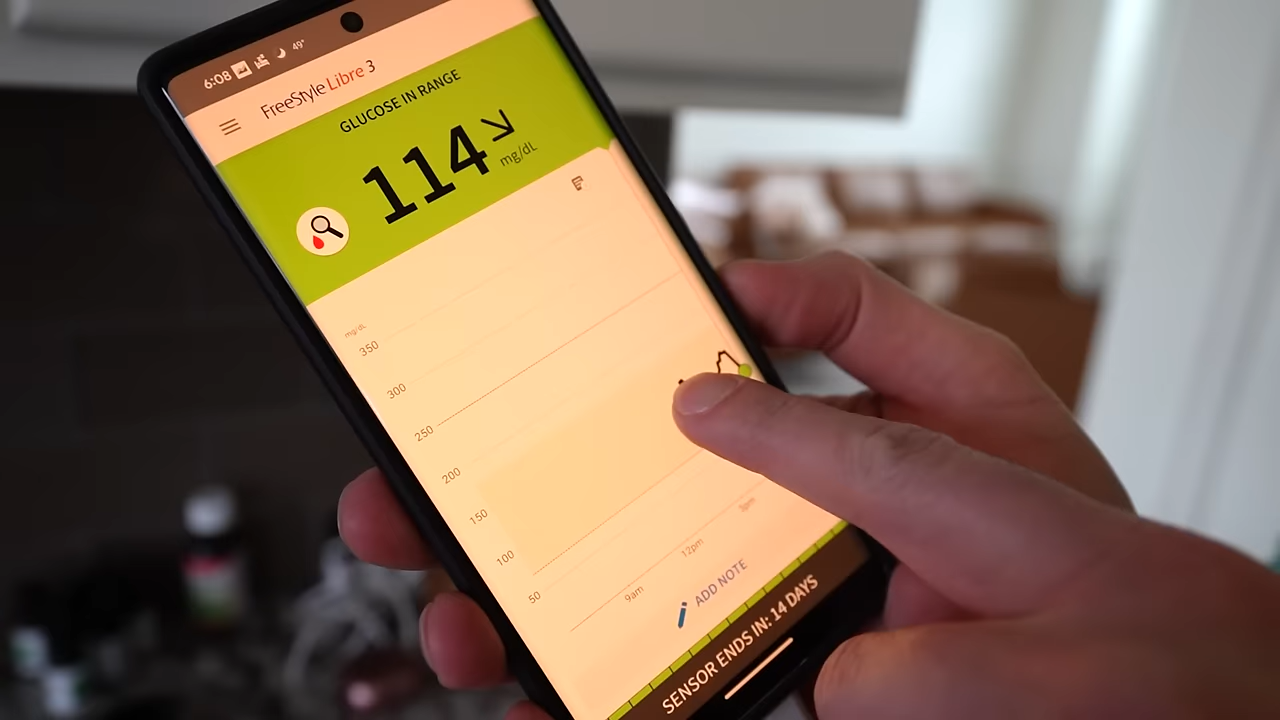 6:08 49°
FreeStyle Libre 3
GLUCOSE IN RANGE
114
mg/dL
mg/dL
350
300
250
200
150
100
50
9am 12pm 3pm
ADD NOTE
SENSOR ENDS IN: 14 DAYS